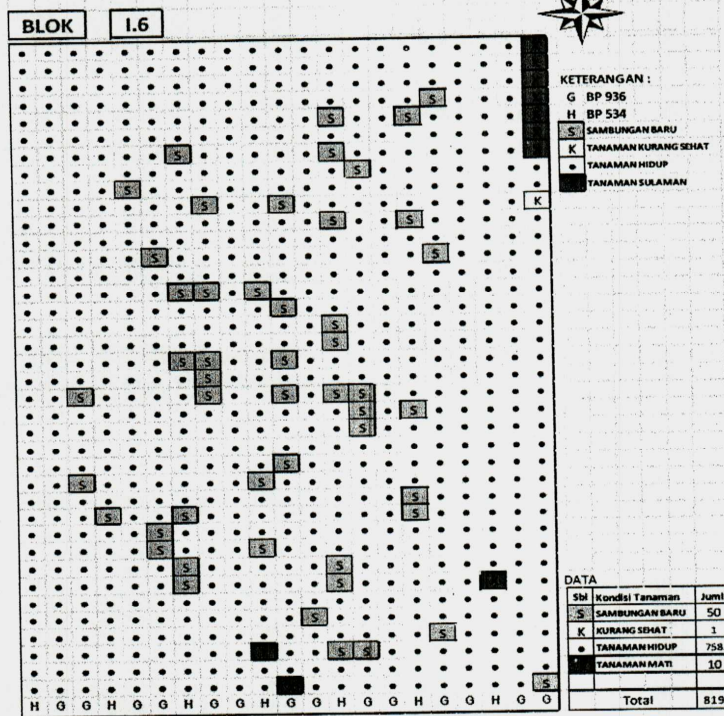 BLOK I.6
S
S S
S S
S
S
S S K
S S
S S
S S S
S
S
S
S S S
S
S S S S S
S S
S
S
S S
S
S S S
S
S S
S S
S S
S
S
S S
S
H G G H G G H G G H G G H G G H G G H G G
KETERANGAN :
G BP 936
H BP 534
S SAMBUNGAN BARU
K TANAMAN KURANG SEHAT
TANAMAN HIDUP
TANAMAN SULAMAN
DATA
Sbl Kondisi Tanaman Juml
S SAMBUNGAN BARU 50
K KURANG SEHAT 1
TANAMAN HIDUP 758
TANAMAN MATI 10
Total 819